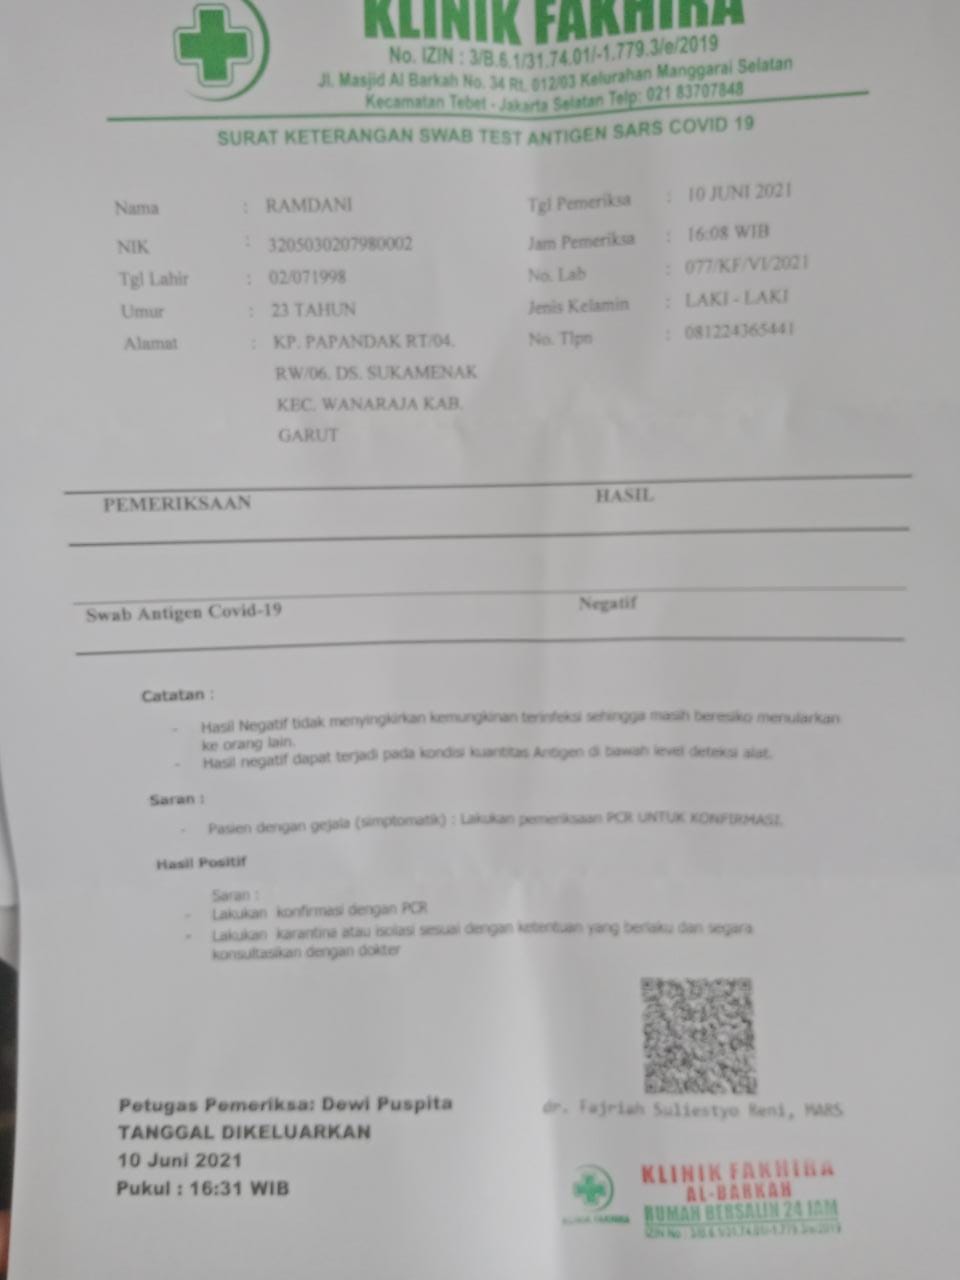 KLINIK FAKHIRA
No. IZIN : 3/B.6.1/31.74.01/-1.779.3/e/2019
Jl. Masjid Al Barkah No. 34 Rt. 012/03 Kelurahan Manggarai Selatan
Kecamatan Tebet - Jakarta Selatan Telp: 021 83707848
SURAT KETERANGAN SWAB TEST ANTIGEN SARS COVID 19
Nama : RAMDANI Tgl Pemeriksa : 10 JUNI 2021
NIK : 3205030207980002 Jam Pemeriksa : 16:08 WIB
Tgl Lahir : 02/071998 No. Lab : 077/KF/VI/2021
Umur : 23 TAHUN Jenis Kelamin : LAKI - LAKI
Alamat : KP. PAPANDAK RT/04. No. Tlpn : 081224365441
RW/06. DS. SUKAMENAK
KEC. WANARAJA KAB.
GARUT
PEMERIKSAAN HASIL
Swab Antigen Covid-19 Negatif
Catatan :
- Hasil Negatif tidak menyingkirkan kemungkinan terinfeksi sehingga masih beresiko menularkan
ke orang lain.
- Hasil negatif dapat terjadi pada kondisi kuantitas Antigen di bawah level deteksi alat.
Saran :
- Pasien dengan gejala (simptomatik) : Lakukan pemeriksaan PCR UNTUK KONFIRMASI.
Hasil Positif
Saran :
- Lakukan konfirmasi dengan PCR
- Lakukan karantina atau isolasi sesuai dengan ketentuan yang berlaku dan segara
konsultasikan dengan dokter
Petugas Pemeriksa: Dewi Puspita
TANGGAL DIKELUARKAN
10 Juni 2021
Pukul : 16:31 WIB
dr. Fajriah Suliestyo Reni, MARS
KLINIK FAKHIRA
KLINIK FAKHIRA
AL-BARKAH
RUMAH BERSALIN 24 JAM
IZIN No : 3/B.6.1/31.74.01/-1.779.3/e/2019